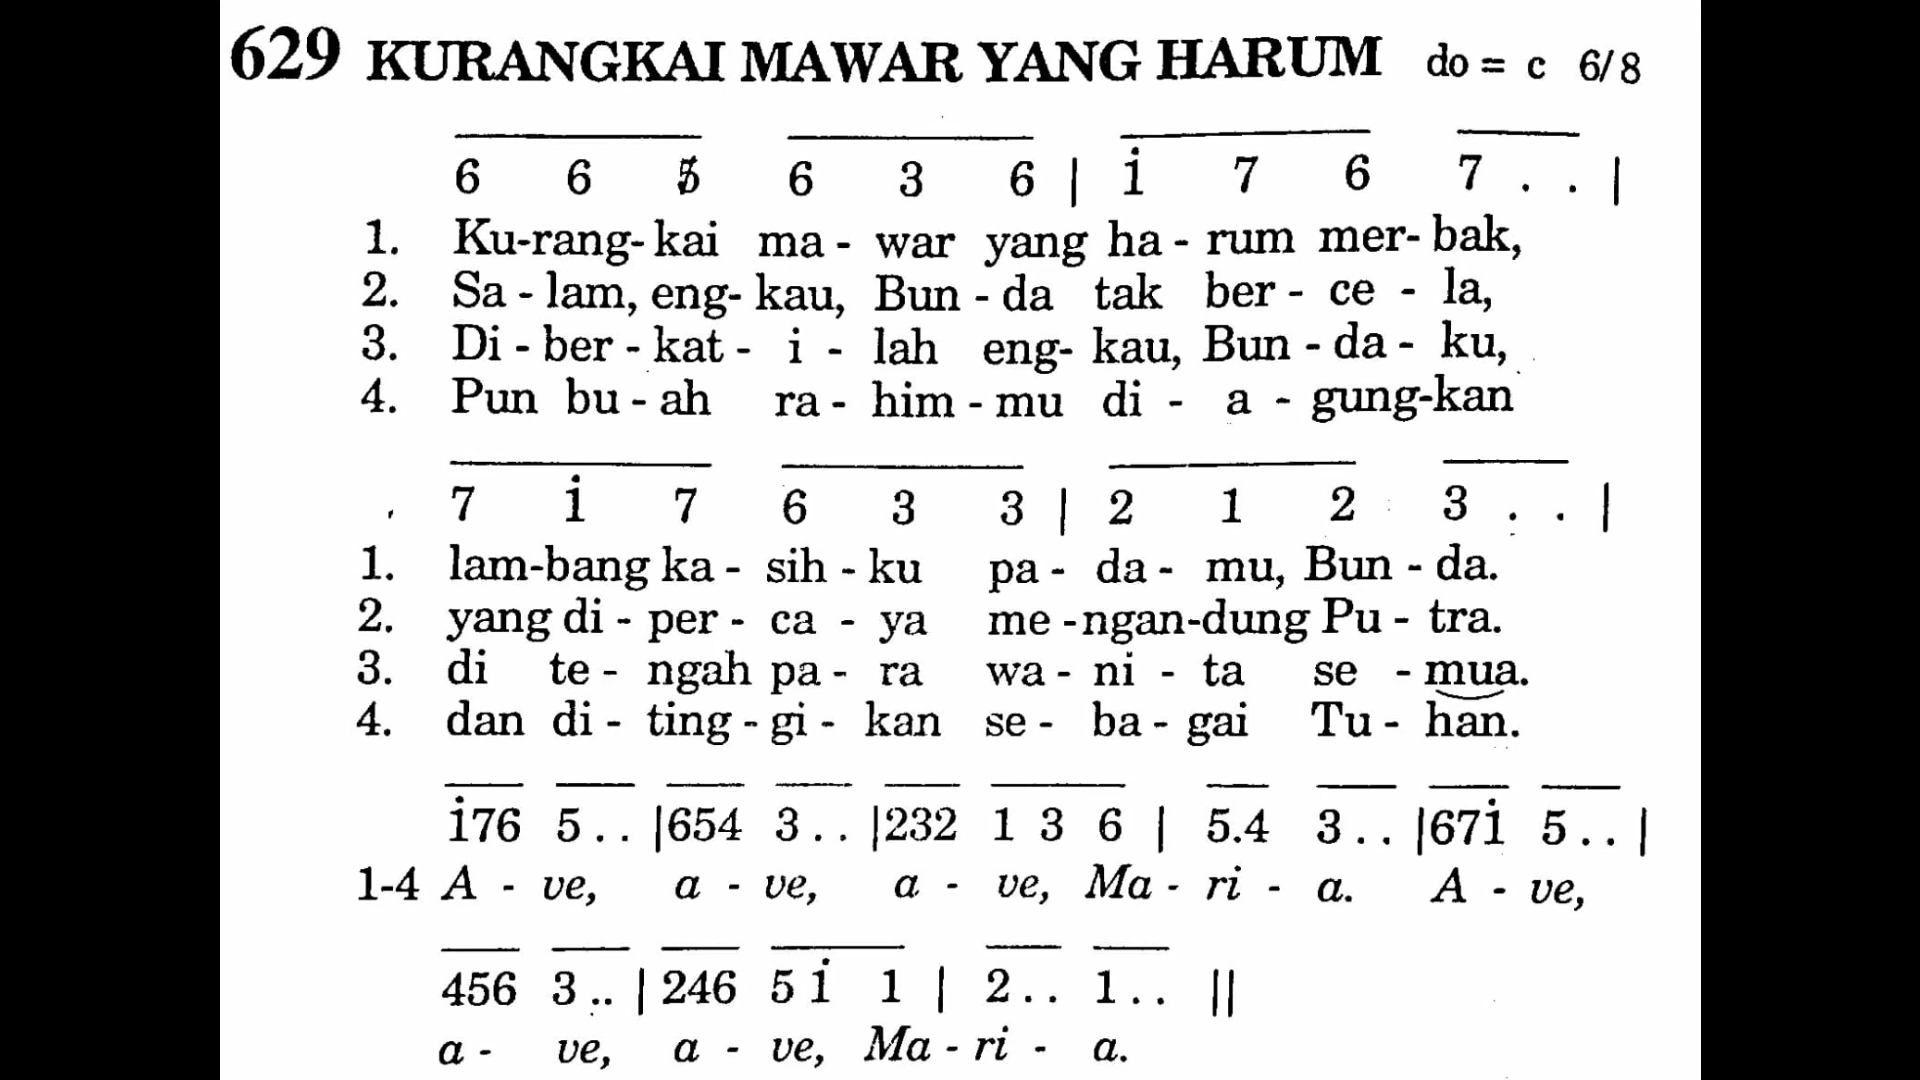 629 KURANGKAI MAWAR YANG HARUM do = c 6/8
6 6 5̸ 6 3 6 | i 7 6 7 . . |
1. Ku-rang- kai ma - war yang ha - rum mer- bak,
2. Sa - lam, eng- kau, Bun - da tak ber - ce - la,
3. Di - ber - kat - i - lah eng- kau, Bun - da - ku,
4. Pun bu - ah ra - him - mu di - a - gung-kan
7 i 7 6 3 3 | 2 1 2 3 . . |
1. lam-bang ka - sih - ku pa - da - mu, Bun - da.
2. yang di - per - ca - ya me -ngan-dung Pu - tra.
3. di te - ngah pa - ra wa - ni - ta se - mua.
4. dan di - ting - gi - kan se - ba - gai Tu - han.
i76 5 . . |654 3 . . |232 1 3 6 | 5.4 3 . . |67i 5 . . |
1-4 A - ve, a - ve, a - ve, Ma - ri - a. A - ve,
456 3 .. | 246 5 i 1 | 2 . . 1 . . ||
a - ve, a - ve, Ma - ri - a.